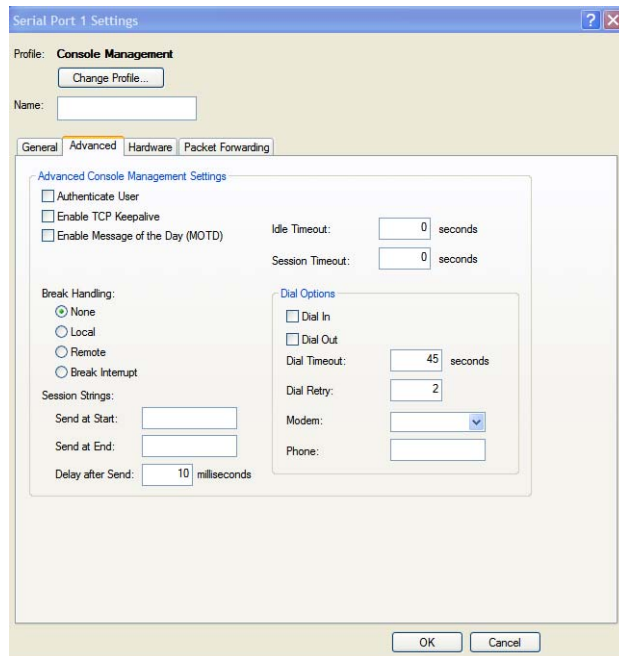 Serial Port 1 Settings
Profile: Console Management
Change Profile...
Name:
General Advanced Hardware Packet Forwarding
Advanced Console Management Settings
Authenticate User
Enable TCP Keepalive
Enable Message of the Day (MOTD)
Idle Timeout: 0 seconds
Session Timeout: 0 seconds
Break Handling:
None
Local
Remote
Break Interrupt
Session Strings:
Send at Start:
Send at End:
Delay after Send: 10 milliseconds
Dial Options
Dial In
Dial Out
Dial Timeout: 45 seconds
Dial Retry: 2
Modem:
Phone:
OK Cancel